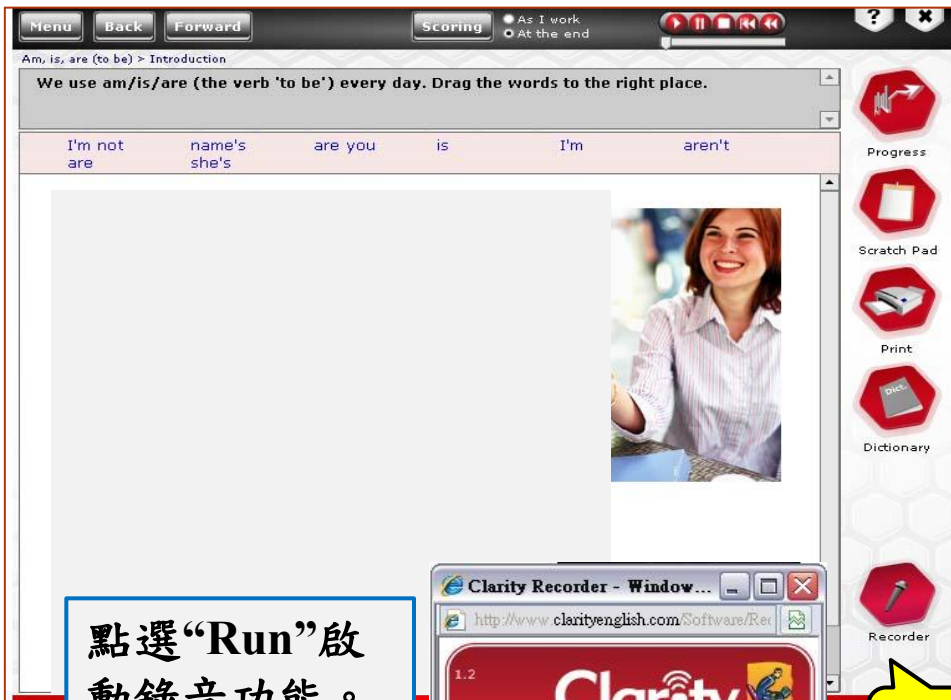 Menu Back Forward Scoring As I work
At the end
? x
Am, is, are (to be) > Introduction
We use am/is/are (the verb 'to be') every day. Drag the words to the right place.
I'm not name's are you is I'm aren't
are she's
Progress
Scratch Pad
Print
Dict.
Dictionary
Recorder
Clarity Recorder - Window...
http://www.clarityenglish.com/Software/Rec
1.2
Clarity
點選“Run”啟
動錄音功能。